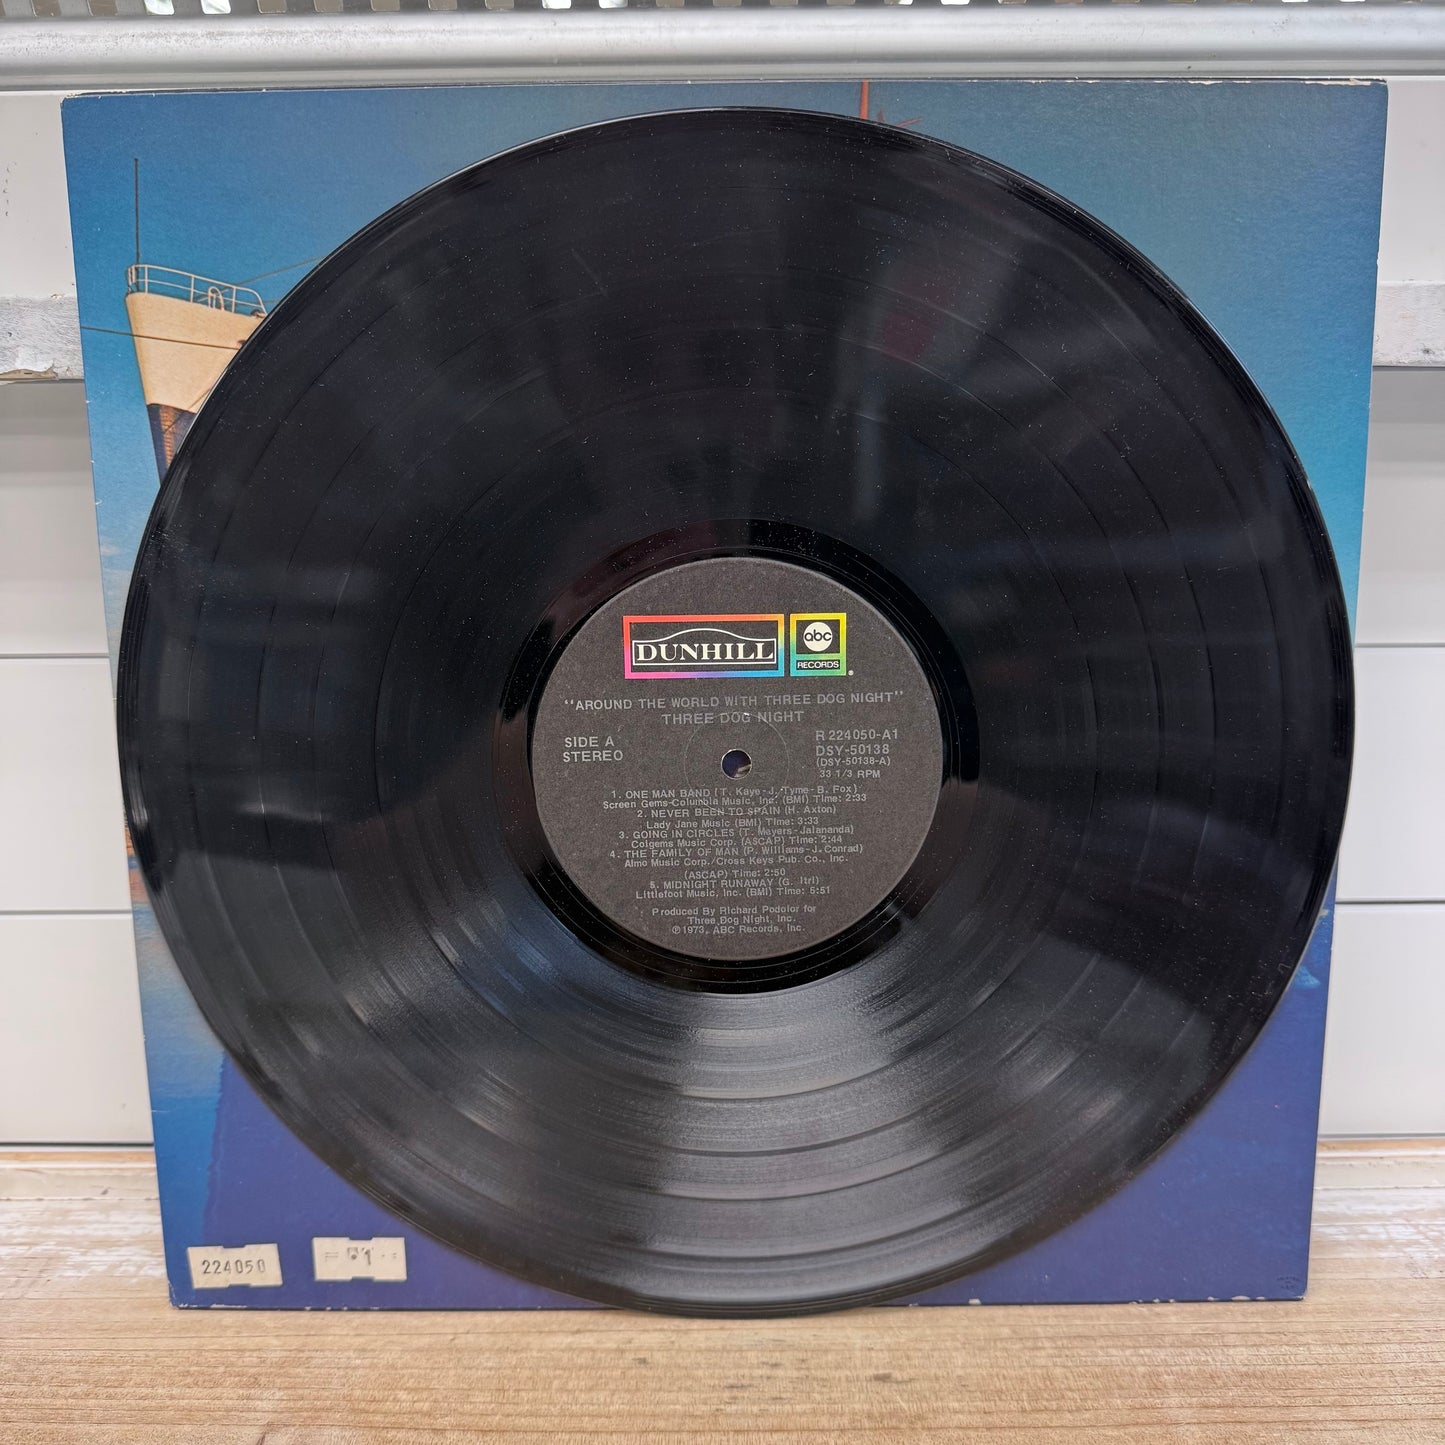 DUNHILL
abc
RECORDS
"AROUND THE WORLD WITH THREE DOG NIGHT"
THREE DOG NIGHT
SIDE A
STEREO
R 224050-A1
DSY-50138
(DSY-50138-A)
33 1/3 RPM
1. ONE MAN BAND (T. Kaye-J. Tyme-B. Fox)
Screen Gems-Columbia Music, Inc. (BMI) Time: 2:33
2. NEVER BEEN TO SPAIN (H. Axton)
Lady Jane Music (BMI) Time: 3:33
3. GOING IN CIRCLES (T. Meyers-Jalananda)
Colgems Music Corp. (ASCAP) Time: 2:44
4. THE FAMILY OF MAN (P. Williams-J. Conrad)
Almo Music Corp./Cross Keys Pub. Co., Inc.
(ASCAP) Time: 2:50
5. MIDNIGHT RUNAWAY (G. Itri)
Littlefoot Music, Inc. (BMI) Time: 5:51
Produced By Richard Podolor for
Three Dog Night, Inc.
℗1973, ABC Records, Inc.
224050